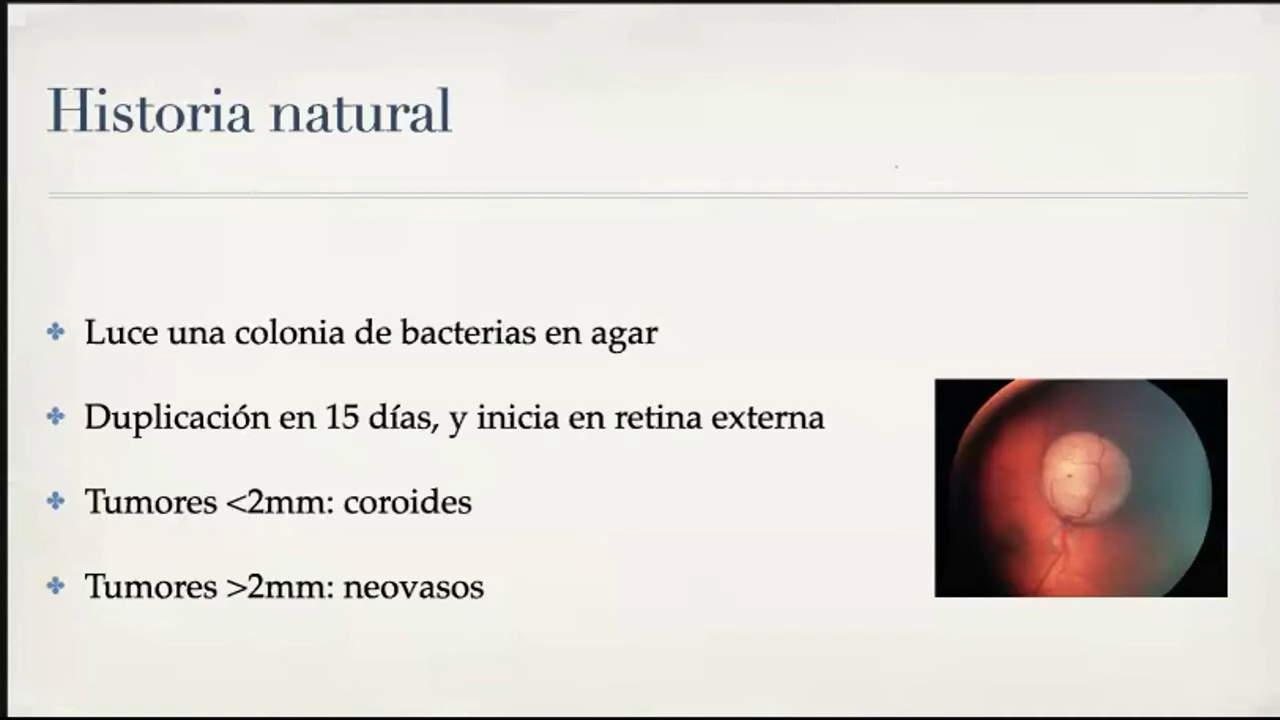 Historia natural
Luce una colonia de bacterias en agar
Duplicación en 15 días, y inicia en retina externa
Tumores <2mm: coroides
Tumores >2mm: neovasos